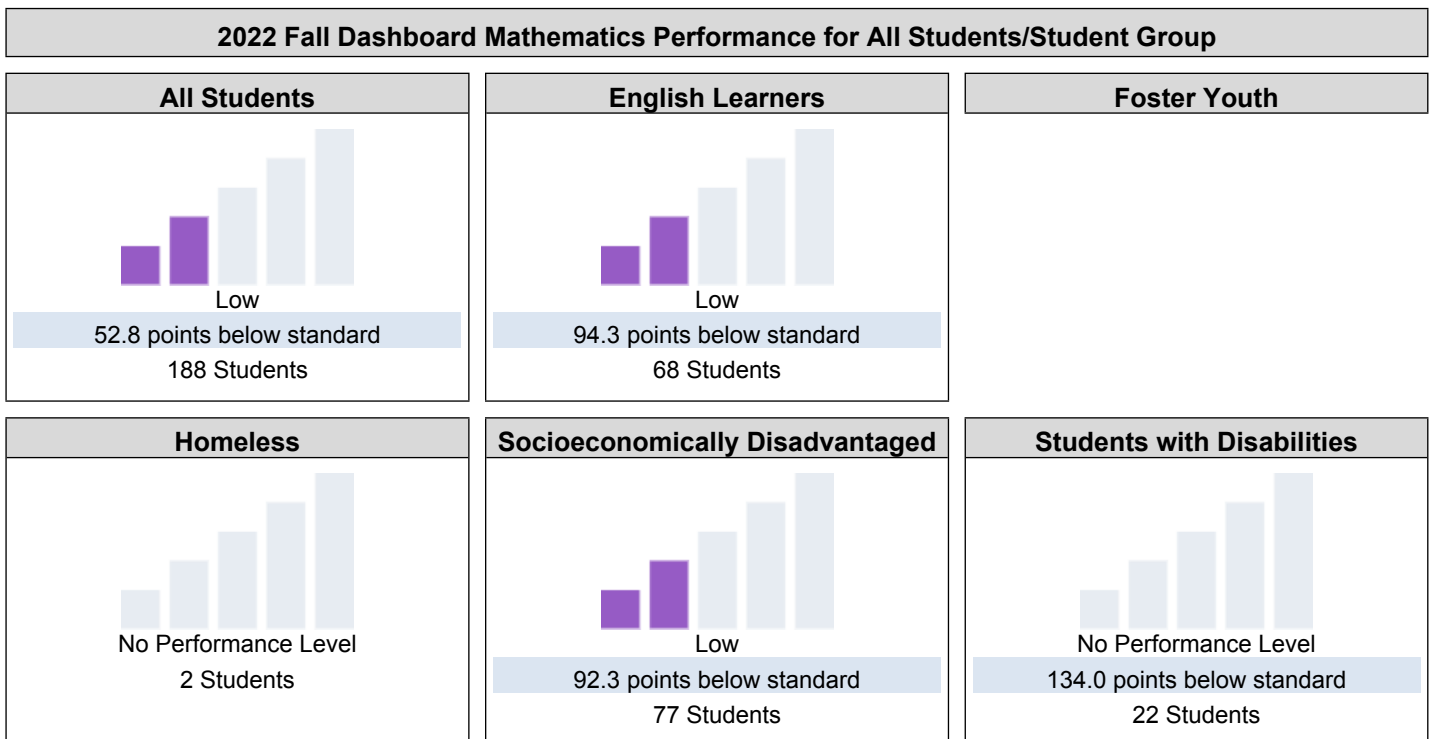 2022 Fall Dashboard Mathematics Performance for All Students/Student Group
All Students
Low
52.8 points below standard
188 Students
English Learners
Low
94.3 points below standard
68 Students
Foster Youth
Homeless
No Performance Level
2 Students
Socioeconomically Disadvantaged
Low
92.3 points below standard
77 Students
Students with Disabilities
No Performance Level
134.0 points below standard
22 Students